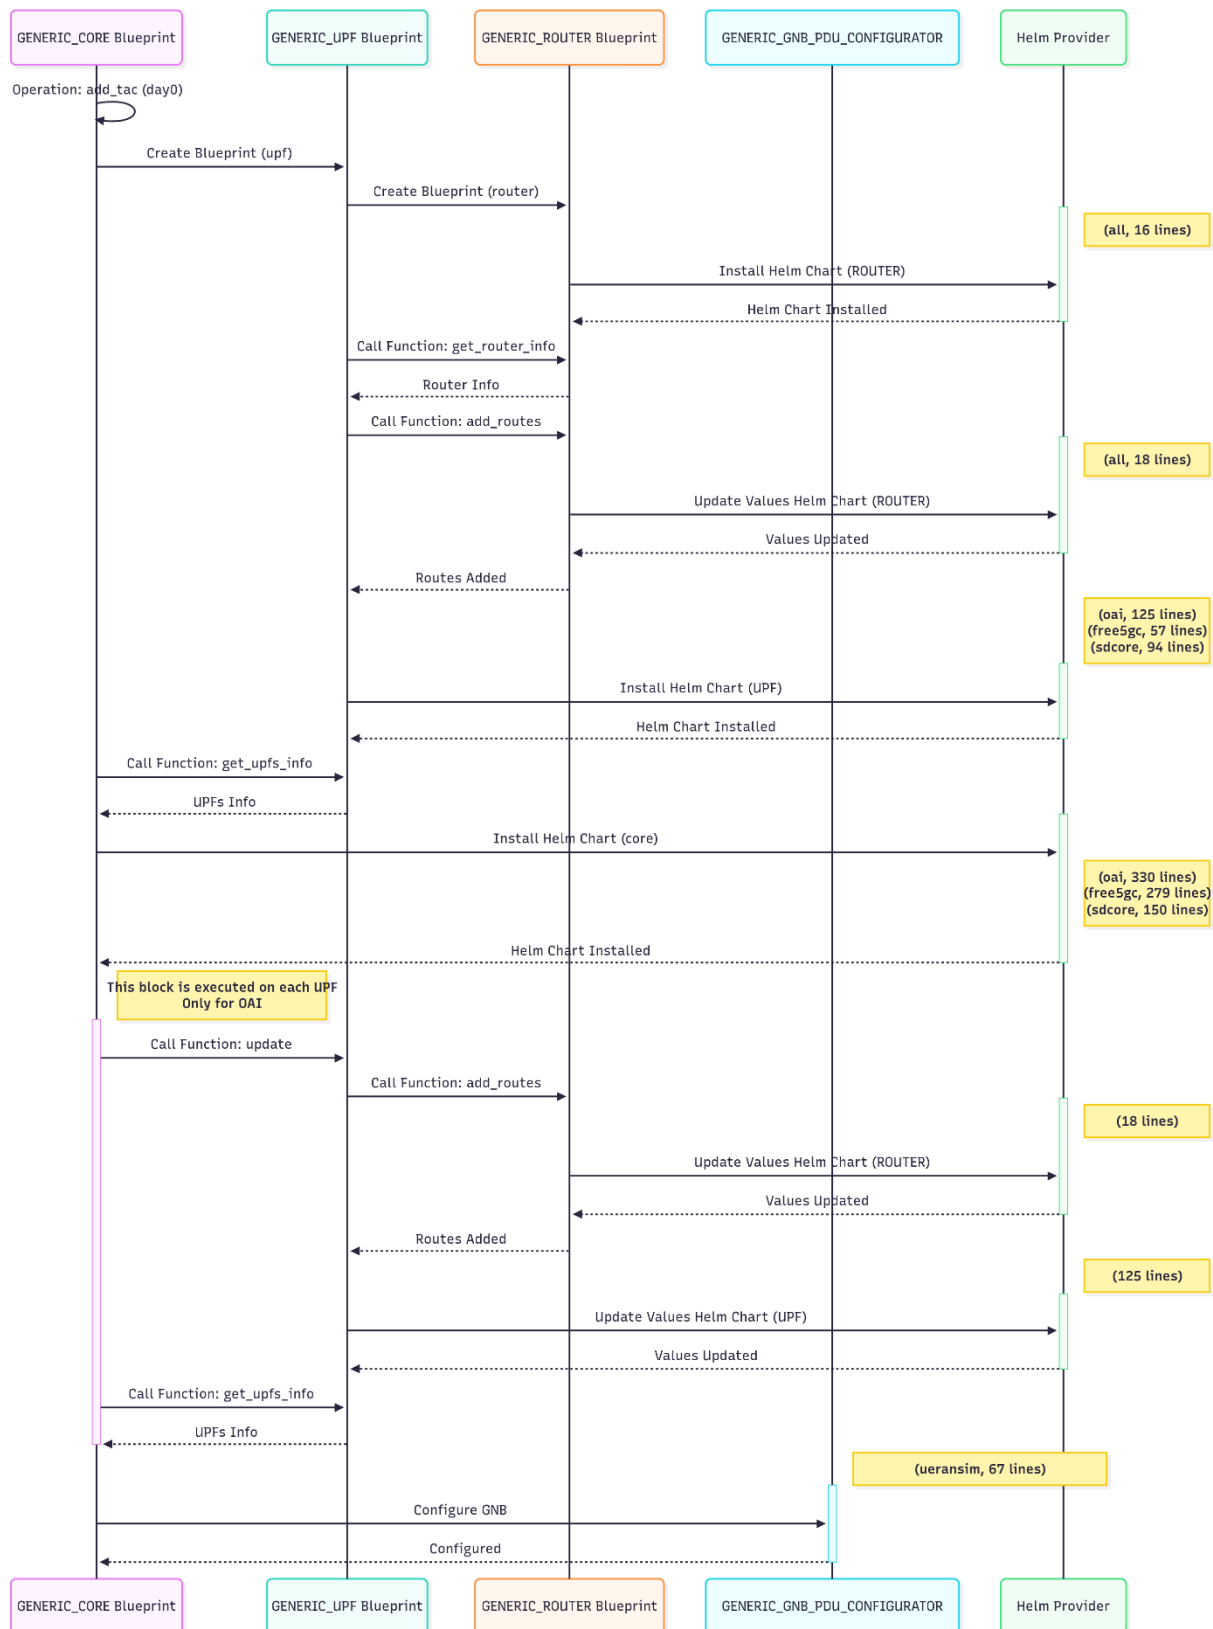 GENERIC_CORE Blueprint
GENERIC_UPF Blueprint
GENERIC_ROUTER Blueprint
GENERIC_GNB_PDU_CONFIGURATOR
Helm Provider
Operation: add_tac (day0)
Create Blueprint (upf)
Create Blueprint (router)
(all, 16 lines)
Install Helm Chart (ROUTER)
Helm Chart Installed
Call Function: get_router_info
Router Info
Call Function: add_routes
(all, 18 lines)
Update Values Helm Chart (ROUTER)
Values Updated
Routes Added
(oai, 125 lines)
(free5gc, 57 lines)
(sdcore, 94 lines)
Install Helm Chart (UPF)
Helm Chart Installed
Call Function: get_upfs_info
UPFs Info
Install Helm Chart (core)
(oai, 330 lines)
(free5gc, 279 lines)
(sdcore, 150 lines)
Helm Chart Installed
This block is executed on each UPF
Only for OAI
Call Function: update
Call Function: add_routes
(18 lines)
Update Values Helm Chart (ROUTER)
Values Updated
Routes Added
(125 lines)
Update Values Helm Chart (UPF)
Values Updated
Call Function: get_upfs_info
UPFs Info
(ueransim, 67 lines)
Configure GNB
Configured
GENERIC_CORE Blueprint
GENERIC_UPF Blueprint
GENERIC_ROUTER Blueprint
GENERIC_GNB_PDU_CONFIGURATOR
Helm Provider